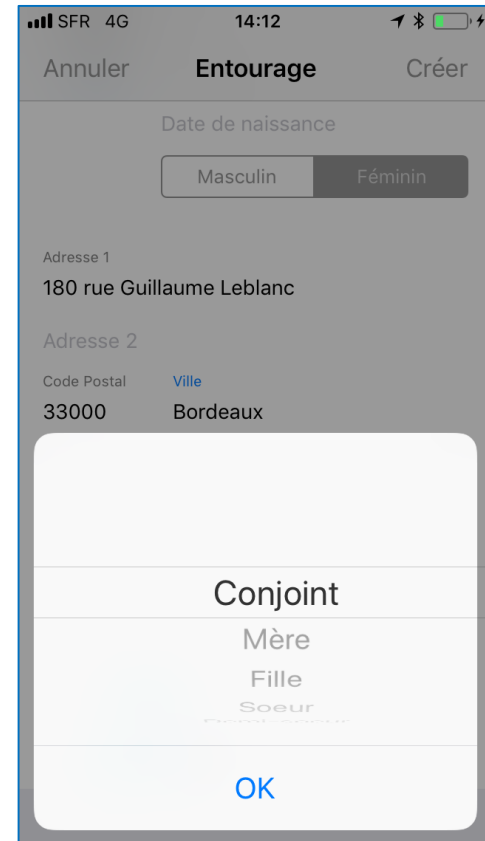 SFR 4G 14:12
Annuler Entourage Créer
Date de naissance
Masculin Féminin
Adresse 1
180 rue Guillaume Leblanc
Adresse 2
Code Postal Ville
33000 Bordeaux
Conjoint
Mère
Fille
Soeur
OK